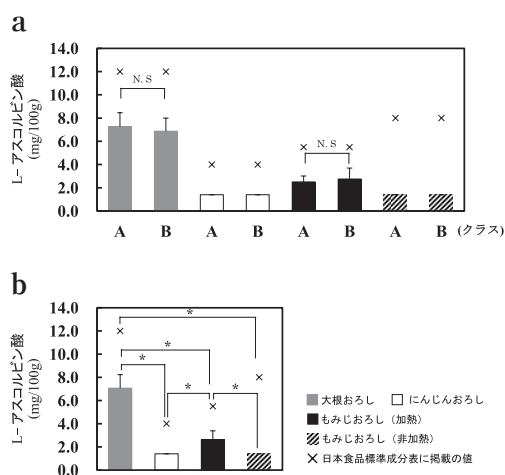 a
L-アスコルビン酸
(mg/100g)
14.0
12.0
10.0
8.0
6.0
4.0
2.0
0.0
N. S
N. S
A B A B A B A B (クラス)
b
L-アスコルビン酸
(mg/100g)
14.0
12.0
10.0
8.0
6.0
4.0
2.0
0.0
*
*
*
*
*
大根おろし にんじんおろし
もみじおろし（加熱）
もみじおろし（非加熱）
× 日本食品標準成分表に掲載の値